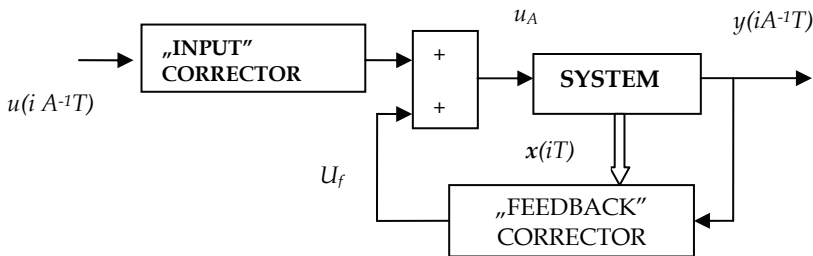 u(i A⁻¹T)
„INPUT”
CORRECTOR
+
+
u_A
SYSTEM
y(iA⁻¹T)
x(iT)
U_f
„FEEDBACK”
CORRECTOR